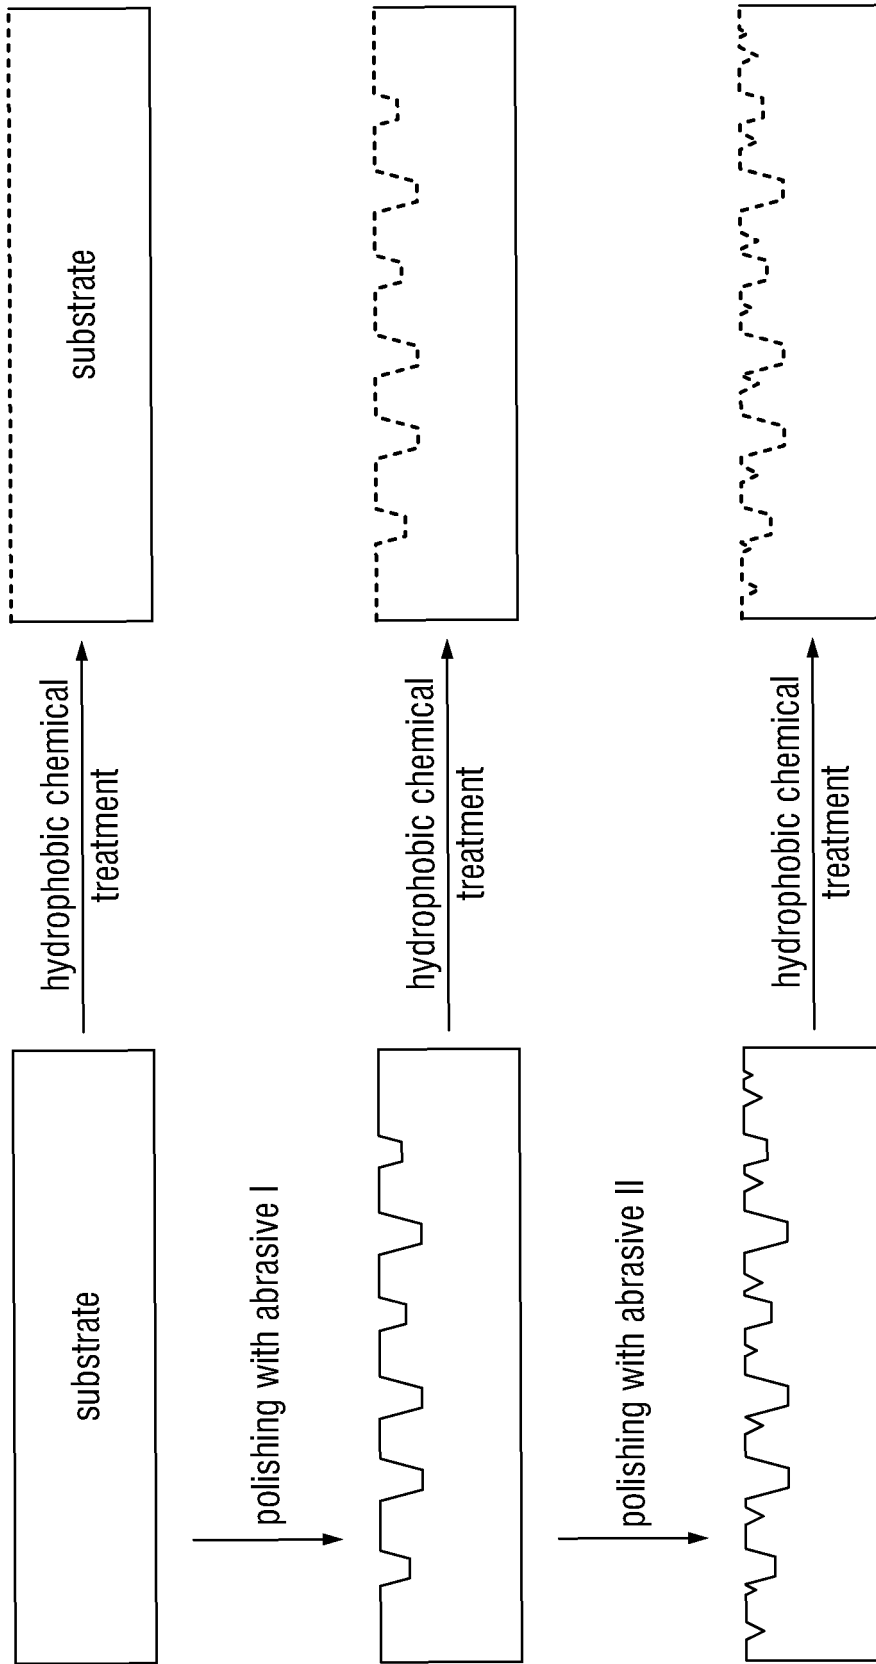 substrate
hydrophobic chemical
treatment
substrate
polishing with abrasive I
hydrophobic chemical
treatment
polishing with abrasive II
hydrophobic chemical
treatment